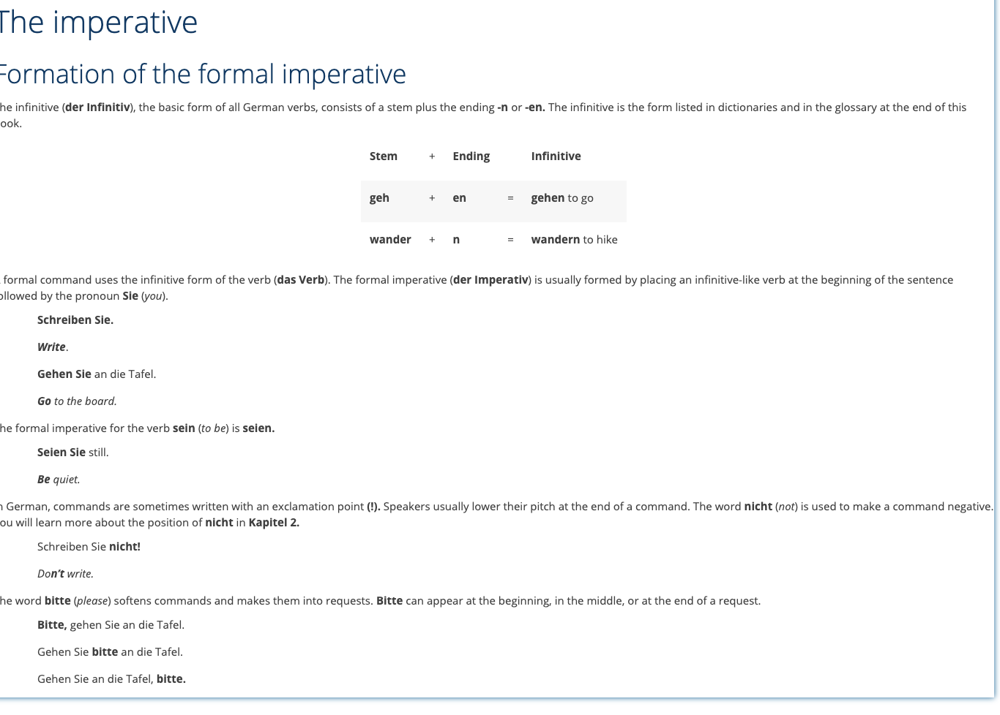 The imperative
Formation of the formal imperative
he infinitive (der Infinitiv), the basic form of all German verbs, consists of a stem plus the ending -n or -en. The infinitive is the form listed in dictionaries and in the glossary at the end of this
ook.
Stem + Ending Infinitive
geh + en = gehen to go
wander + n = wandern to hike
formal command uses the infinitive form of the verb (das Verb). The formal imperative (der Imperativ) is usually formed by placing an infinitive-like verb at the beginning of the sentence
ollowed by the pronoun Sie (you).
Schreiben Sie.
Write.
Gehen Sie an die Tafel.
Go to the board.
he formal imperative for the verb sein (to be) is seien.
Seien Sie still.
Be quiet.
n German, commands are sometimes written with an exclamation point (!). Speakers usually lower their pitch at the end of a command. The word nicht (not) is used to make a command negative.
ou will learn more about the position of nicht in Kapitel 2.
Schreiben Sie nicht!
Don't write.
he word bitte (please) softens commands and makes them into requests. Bitte can appear at the beginning, in the middle, or at the end of a request.
Bitte, gehen Sie an die Tafel.
Gehen Sie bitte an die Tafel.
Gehen Sie an die Tafel, bitte.